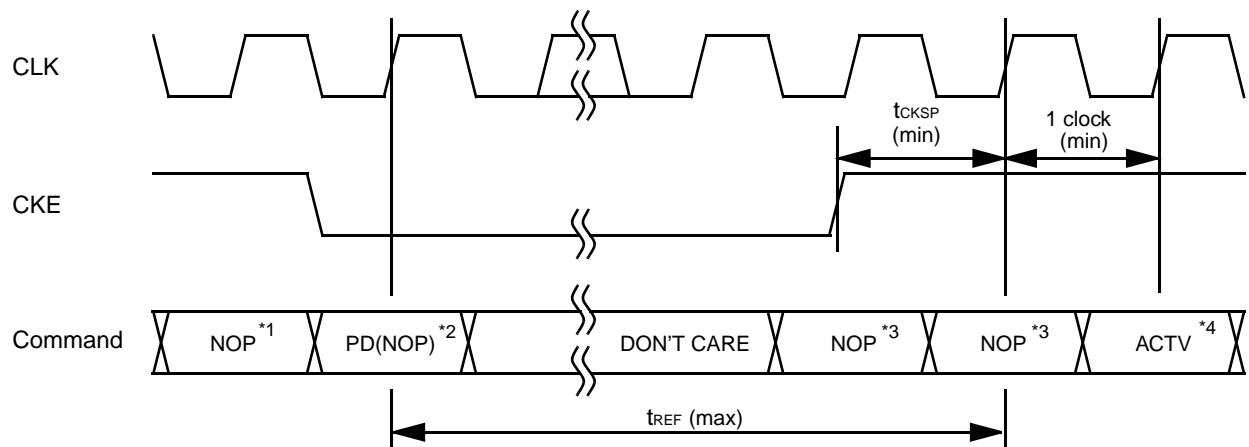 CLK
tCKSP
(min)
1 clock
(min)
CKE
Command
NOP *1
PD(NOP) *2
DON'T CARE
NOP *3
NOP *3
ACTV *4
tREF (max)